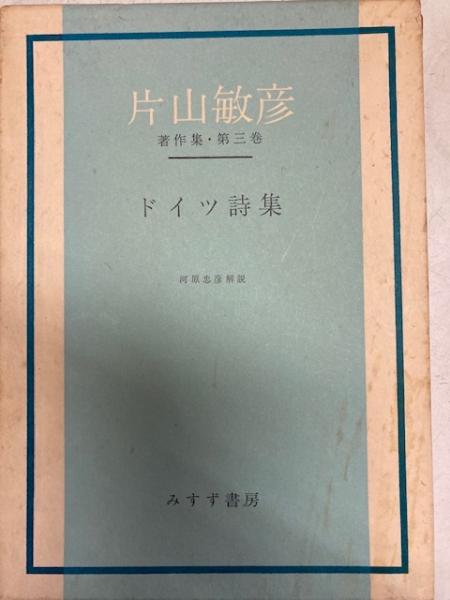 片山敏彦
著作集・第三巻
ドイツ詩集
河原忠彦解説
みすず書房